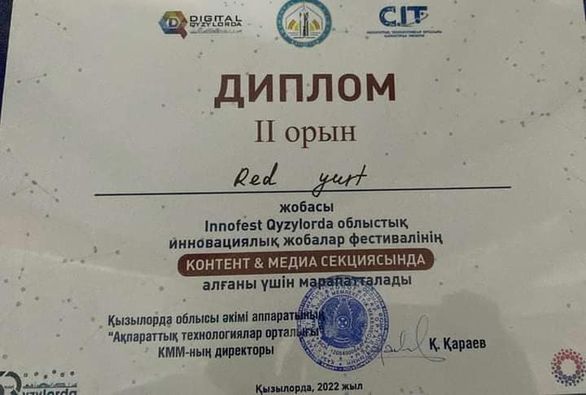 DIGITAL
QYZYLORDA
CIT
ДИПЛОМ
II орын
Red yurt
жобасы
Innofest Qyzylorda облыстық
инновациялық жобалар фестивалінің
КОНТЕНТ & МЕДИА СЕКЦИЯСЫНДА
алғаны үшін марапатталады
Қызылорда облысы әкімі аппаратының
"Ақпараттық технологиялар орталығы"
КММ-ның директоры
Қ. Қараев
Qyzylorda
Қызылорда, 2022 жыл